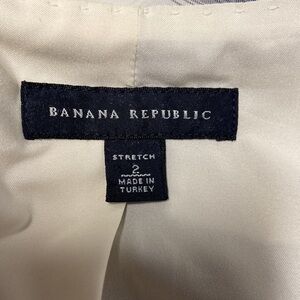 BANANA REPUBLIC
STRETCH
2
MADE IN
TURKEY